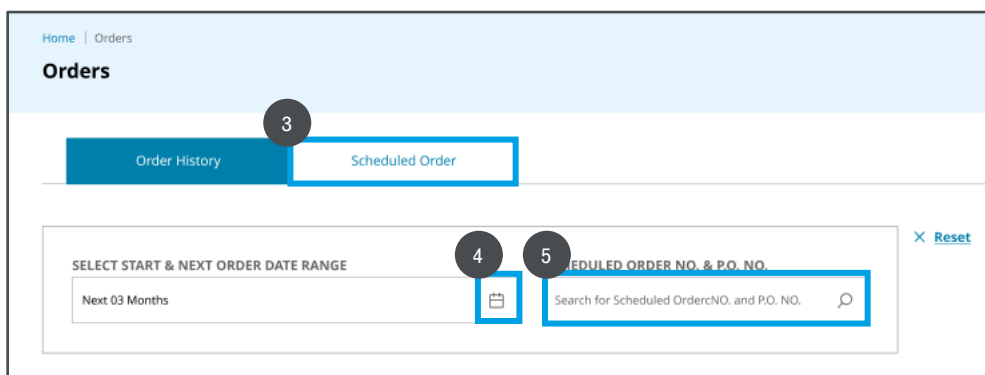 Home | Orders
Orders
3
Order History
Scheduled Order
Reset
4
5
SELECT START & NEXT ORDER DATE RANGE
ORDER NO. & P.O. NO.
Next 03 Months
Search for Scheduled OrdercNO. and P.O. NO.